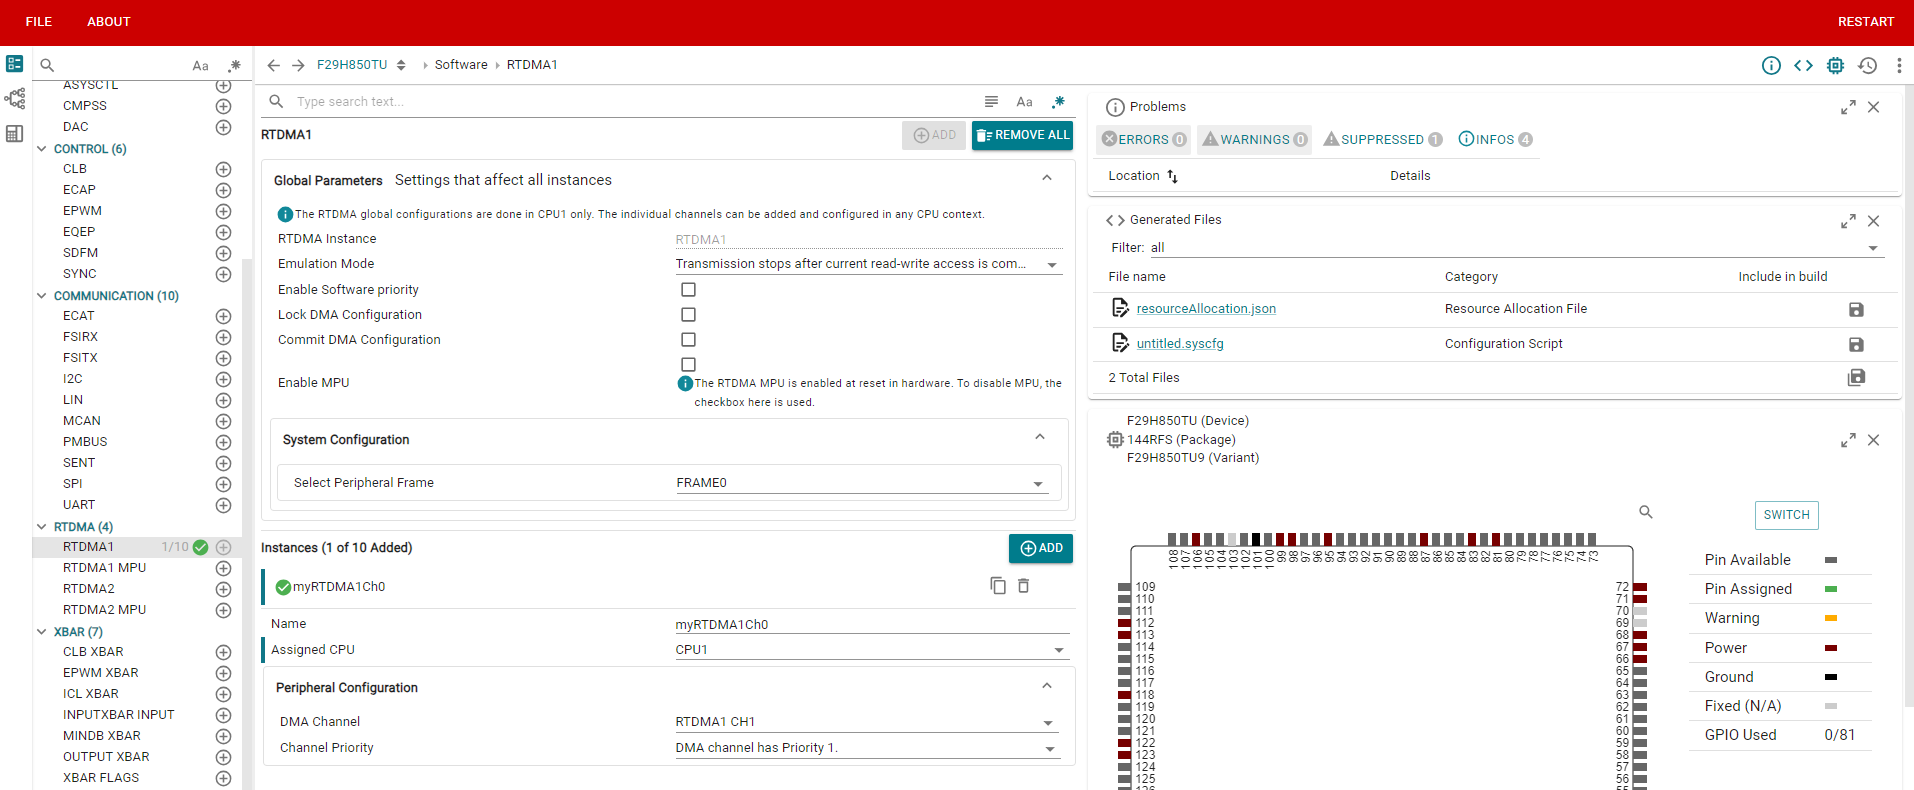 FILE ABOUT RESTART
Aa .*
F29H850TU › Software › RTDMA1
ASYSCTL
CMPSS
DAC
CONTROL (6)
CLB
ECAP
EPWM
EQEP
SDFM
SYNC
COMMUNICATION (10)
ECAT
FSIRX
FSITX
I2C
LIN
MCAN
PMBUS
SENT
SPI
UART
RTDMA (4)
RTDMA1 1/10
RTDMA1 MPU
RTDMA2
RTDMA2 MPU
XBAR (7)
CLB XBAR
EPWM XBAR
ICL XBAR
INPUTXBAR INPUT
MINDB XBAR
OUTPUT XBAR
XBAR FLAGS
Type search text... Aa .*
RTDMA1 ADD REMOVE ALL
Global Parameters Settings that affect all instances
The RTDMA global configurations are done in CPU1 only. The individual channels can be added and configured in any CPU context.
RTDMA Instance RTDMA1
Emulation Mode Transmission stops after current read-write access is com...
Enable Software priority
Lock DMA Configuration
Commit DMA Configuration
Enable MPU The RTDMA MPU is enabled at reset in hardware. To disable MPU, the
checkbox here is used.
System Configuration
Select Peripheral Frame FRAME0
Instances (1 of 10 Added) ADD
myRTDMA1Ch0
Name myRTDMA1Ch0
Assigned CPU CPU1
Peripheral Configuration
DMA Channel RTDMA1 CH1
Channel Priority DMA channel has Priority 1.
Problems
ERRORS 0 WARNINGS 0 SUPPRESSED 1 INFOS 4
Location Details
Generated Files
Filter: all
File name Category Include in build
resourceAllocation.json Resource Allocation File
untitled.syscfg Configuration Script
2 Total Files
F29H850TU (Device)
144RFS (Package)
F29H850TU9 (Variant)
SWITCH
108 107 106 105 104 103 102 101 100 99 98 97 96 95 94 93 92 91 90 89 88 87 86 85 84 83 82 81 80 79 78 77 76 75 74 73
109 72
110 71
111 70
112 69
113 68
114 67
115 66
116 65
117 64
118 63
119 62
120 61
121 60
122 59
123 58
124 57
125 56
Pin Available
Pin Assigned
Warning
Power
Ground
Fixed (N/A)
GPIO Used 0/81